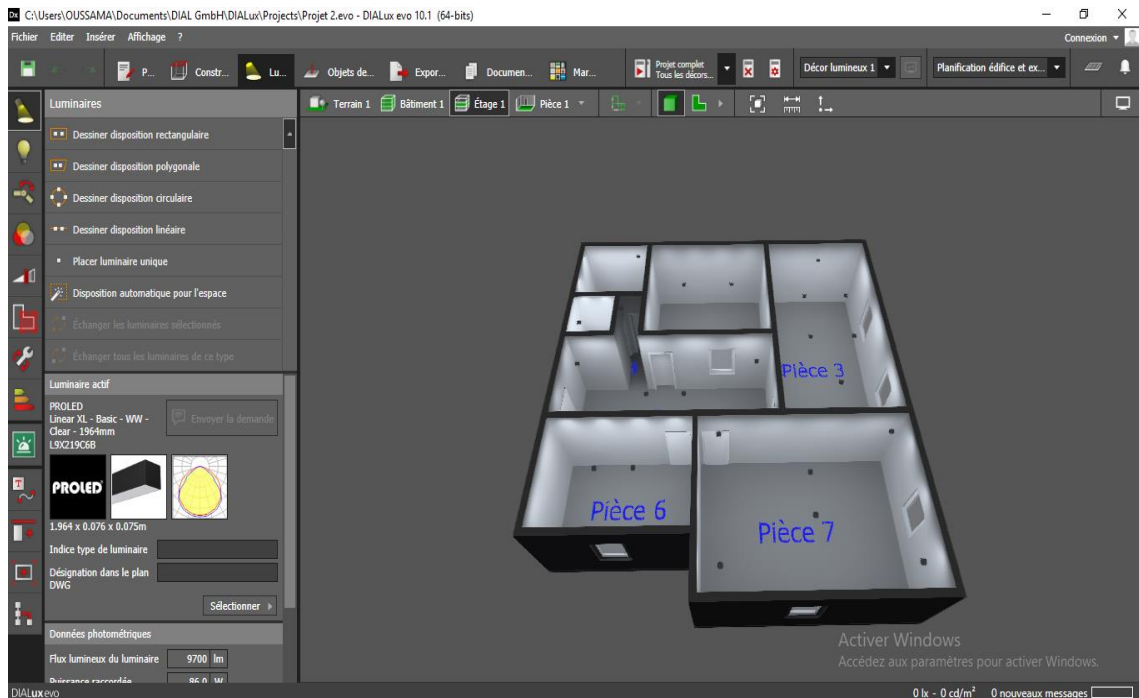 C:\Users\OUSSAMA\Documents\DIAL GmbH\DIALux\Projects\Projet 2.evo - DIALux evo 10.1 (64-bits)
Fichier Editer Insérer Affichage ?
Connexion
P... Constr... Lu... Objets de... Expor... Documen... Mar...
Projet complet
Tous les décors...
Décor lumineux 1
Planification édifice et ex...
Luminaires
Terrain 1 Bâtiment 1 Étage 1 Pièce 1
Dessiner disposition rectangulaire
Dessiner disposition polygonale
Dessiner disposition circulaire
Dessiner disposition linéaire
Placer luminaire unique
Disposition automatique pour l'espace
Échanger les luminaires sélectionnés
Échanger tous les luminaires de ce type
Luminaire actif
PROLED
Linear XL - Basic - WW -
Clear - 1964mm
L9X219C6B
Envoyer la demande
PROLED
1.964 x 0.076 x 0.075m
Indice type de luminaire
Désignation dans le plan
DWG
Sélectionner
Données photométriques
Flux lumineux du luminaire 9700 lm
Puissance raccordée 86.0 W
Pièce 3
Pièce 6
Pièce 7
Activer Windows
Accédez aux paramètres pour activer Windows.
DIALux evo
0 lx - 0 cd/m² 0 nouveaux messages